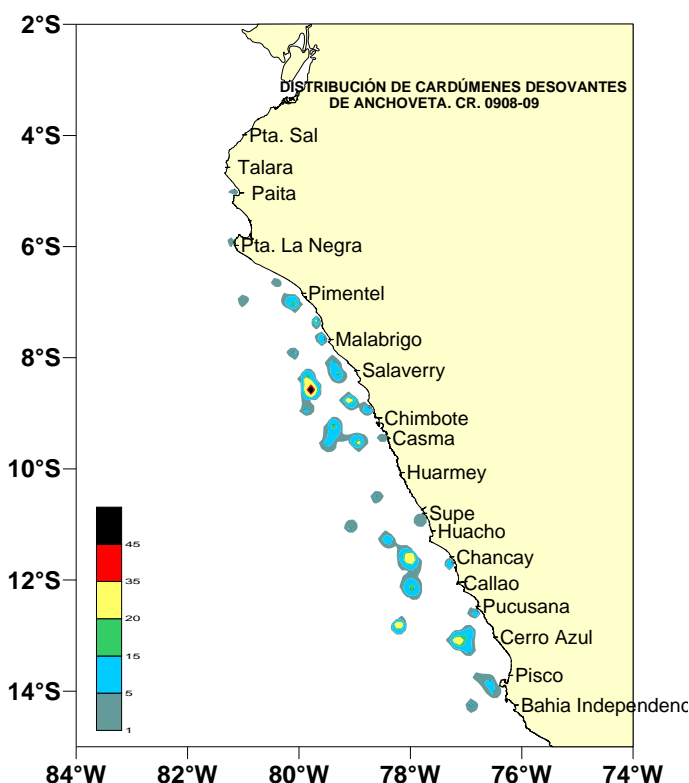 2°S
DISTRIBUCIÓN DE CARDÚMENES DESOVANTES
DE ANCHOVETA. CR. 0908-09
4°S
Pta. Sal
Talara
Paita
6°S
Pta. La Negra
Pimentel
Malabrigo
8°S
Salaverry
Chimbote
Casma
10°S
Huarmey
Supe
Huacho
Chancay
12°S
Callao
Pucusana
Cerro Azul
Pisco
14°S
Bahia Independenc
45
35
20
15
5
1
84°W
82°W
80°W
78°W
76°W
74°W